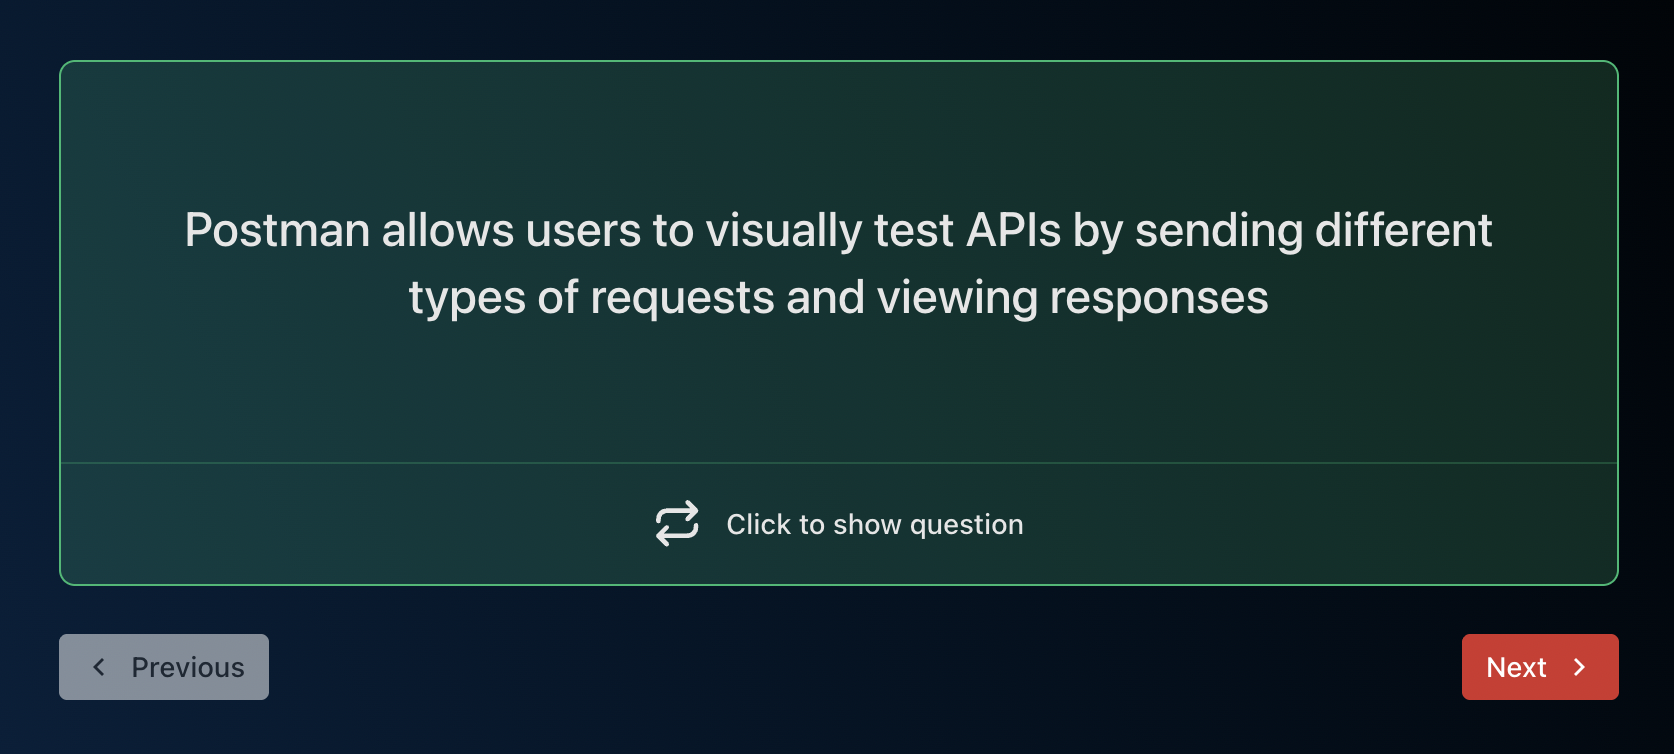 Postman allows users to visually test APIs by sending different
types of requests and viewing responses
Click to show question
Previous
Next